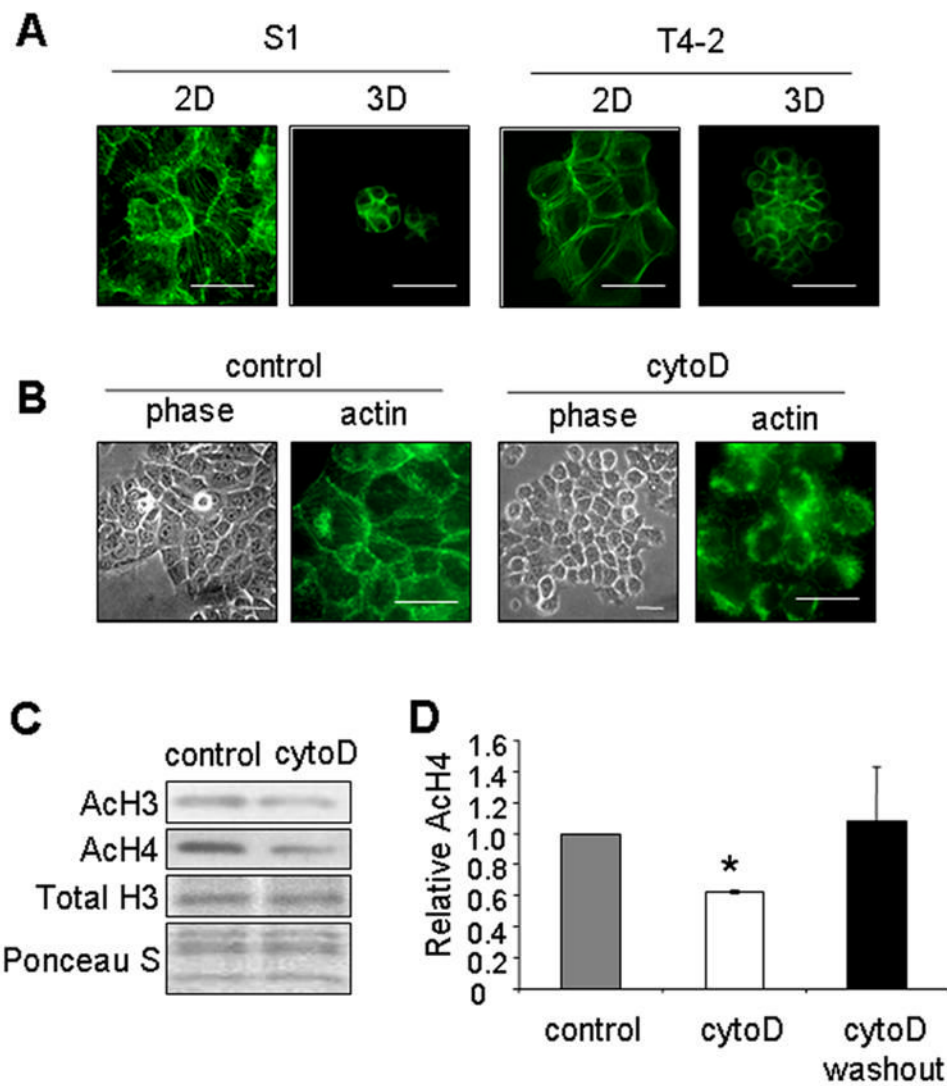 A
S1 T4-2
2D 3D 2D 3D
B
control cytoD
phase actin phase actin
C
control cytoD
AcH3
AcH4
Total H3
Ponceau S
D
Relative AcH4
1.6
1.4
1.2
1.0
0.8
0.6
0.4
0.2
0
*
control cytoD cytoD
washout